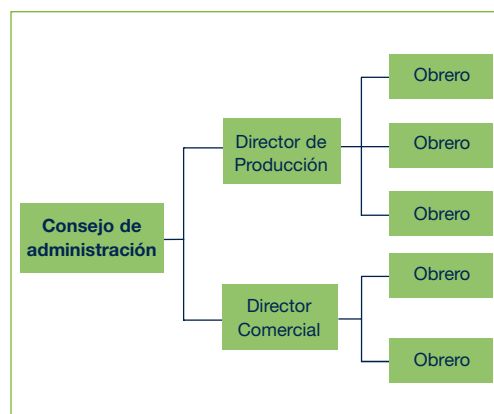 Consejo de
administración
Director de
Producción
Obrero
Obrero
Obrero
Director
Comercial
Obrero
Obrero